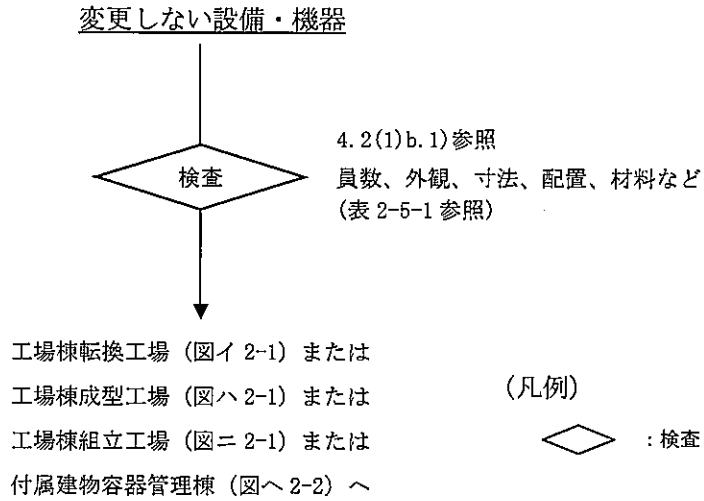 変更しない設備・機器
検査
4.2(1)b.1)参照
員数、外観、寸法、配置、材料など
(表 2-5-1 参照)
工場棟転換工場（図イ 2-1）または
工場棟成型工場（図ハ 2-1）または
工場棟組立工場（図ニ 2-1）または
付属建物容器管理棟（図ヘ 2-2）へ
（凡例）
：検査